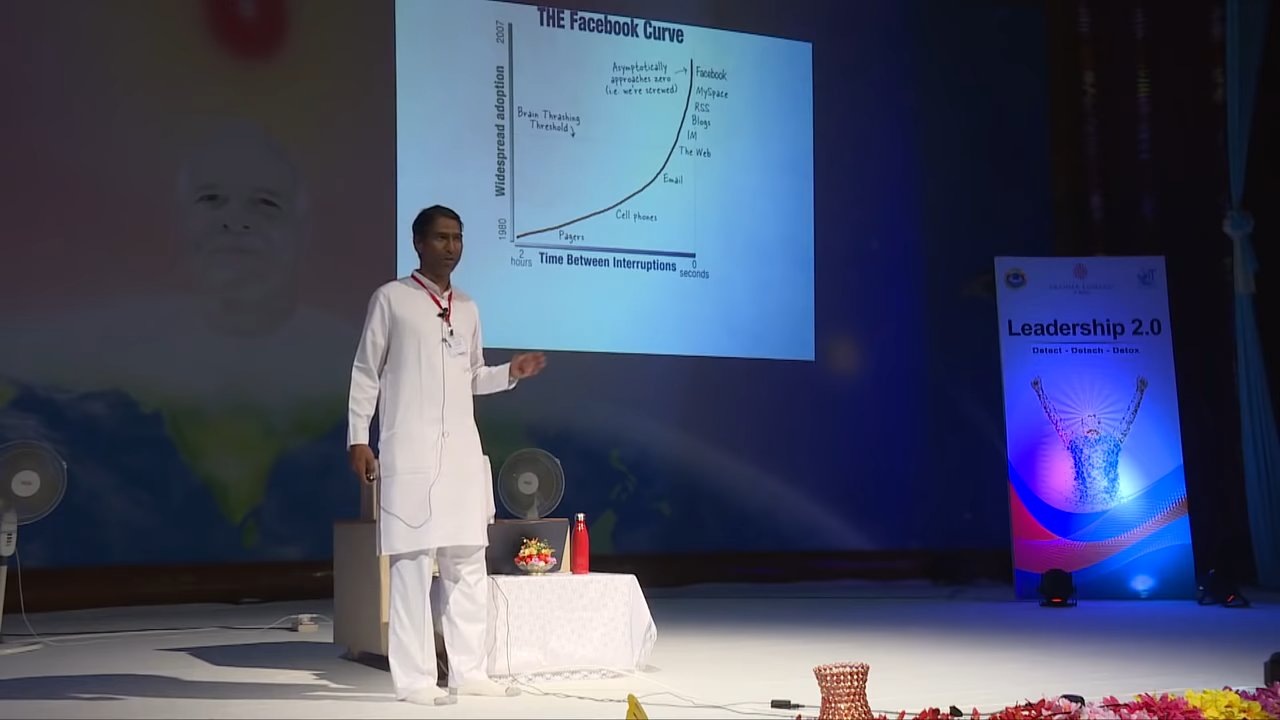 THE Facebook Curve
2007
Widespread adoption
1980
Asymptotically
approaches zero
(i.e. we're screwed)
Brain Thrashing
Threshold
Facebook
MySpace
RSS
Blogs
IM
The Web
Email
Cell phones
Pagers
2
hours
Time Between Interruptions
0
seconds
Leadership 2.0
Detect - Detach - Detox